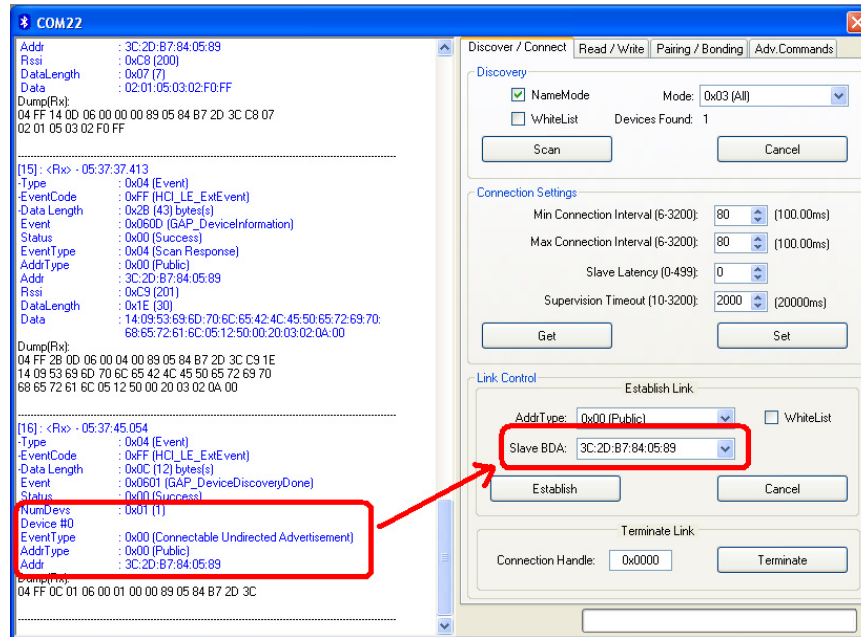 COM22
Addr : 3C:2D:B7:84:05:89
Rssi : 0xC8 (200)
DataLength : 0x07 (7)
Data : 02:01:05:03:02:F0:FF
Dump(Rx):
04 FF 14 0D 06 00 00 00 89 05 84 B7 2D 3C C8 07
02 01 05 03 02 F0 FF
[15] : <Rx> - 05:37:37.413
-Type : 0x04 (Event)
-EventCode : 0xFF (HCI_LE_ExtEvent)
-Data Length : 0x2B (43) bytes(s)
Event : 0x060D (GAP_DeviceInformation)
Status : 0x00 (Success)
EventType : 0x04 (Scan Response)
AddrType : 0x00 (Public)
Addr : 3C:2D:B7:84:05:89
Rssi : 0xC9 (201)
DataLength : 0x1E (30)
Data : 14:09:53:69:6D:70:6C:65:42:4C:45:50:65:72:69:70:
68:65:72:61:6C:05:12:50:00:20:03:02:0A:00
Dump(Rx):
04 FF 2B 0D 06 00 04 00 89 05 84 B7 2D 3C C9 1E
14 09 53 69 6D 70 6C 65 42 4C 45 50 65 72 69 70
68 65 72 61 6C 05 12 50 00 20 03 02 0A 00
[16] : <Rx> - 05:37:45.054
-Type : 0x04 (Event)
-EventCode : 0xFF (HCI_LE_ExtEvent)
-Data Length : 0x0C (12) bytes(s)
Event : 0x0601 (GAP_DeviceDiscoveryDone)
Status : 0x00 (Success)
-NumDevs : 0x01 (1)
Device #0
EventType : 0x00 (Connectable Undirected Advertisement)
AddrType : 0x00 (Public)
Addr : 3C:2D:B7:84:05:89
Dump(Rx):
04 FF 0C 01 06 00 01 00 00 89 05 84 B7 2D 3C
Discover / Connect Read / Write Pairing / Bonding Adv.Commands
Discovery
NameMode Mode: 0x03 (All)
WhiteList Devices Found: 1
Scan Cancel
Connection Settings
Min Connection Interval (6-3200): 80 (100.00ms)
Max Connection Interval (6-3200): 80 (100.00ms)
Slave Latency (0-499): 0
Supervision Timeout (10-3200): 2000 (20000ms)
Get Set
Link Control
Establish Link
AddrType: 0x00 (Public) WhiteList
Slave BDA: 3C:2D:B7:84:05:89
Establish Cancel
Terminate Link
Connection Handle: 0x0000 Terminate